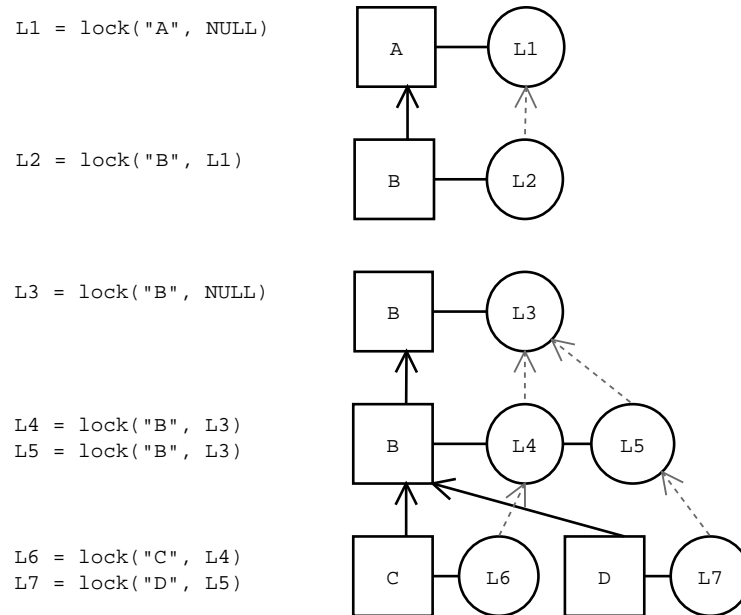 L1 = lock("A", NULL)
A
L1
L2 = lock("B", L1)
B
L2
L3 = lock("B", NULL)
B
L3
L4 = lock("B", L3)
L5 = lock("B", L3)
B
L4
L5
L6 = lock("C", L4)
L7 = lock("D", L5)
C
L6
D
L7